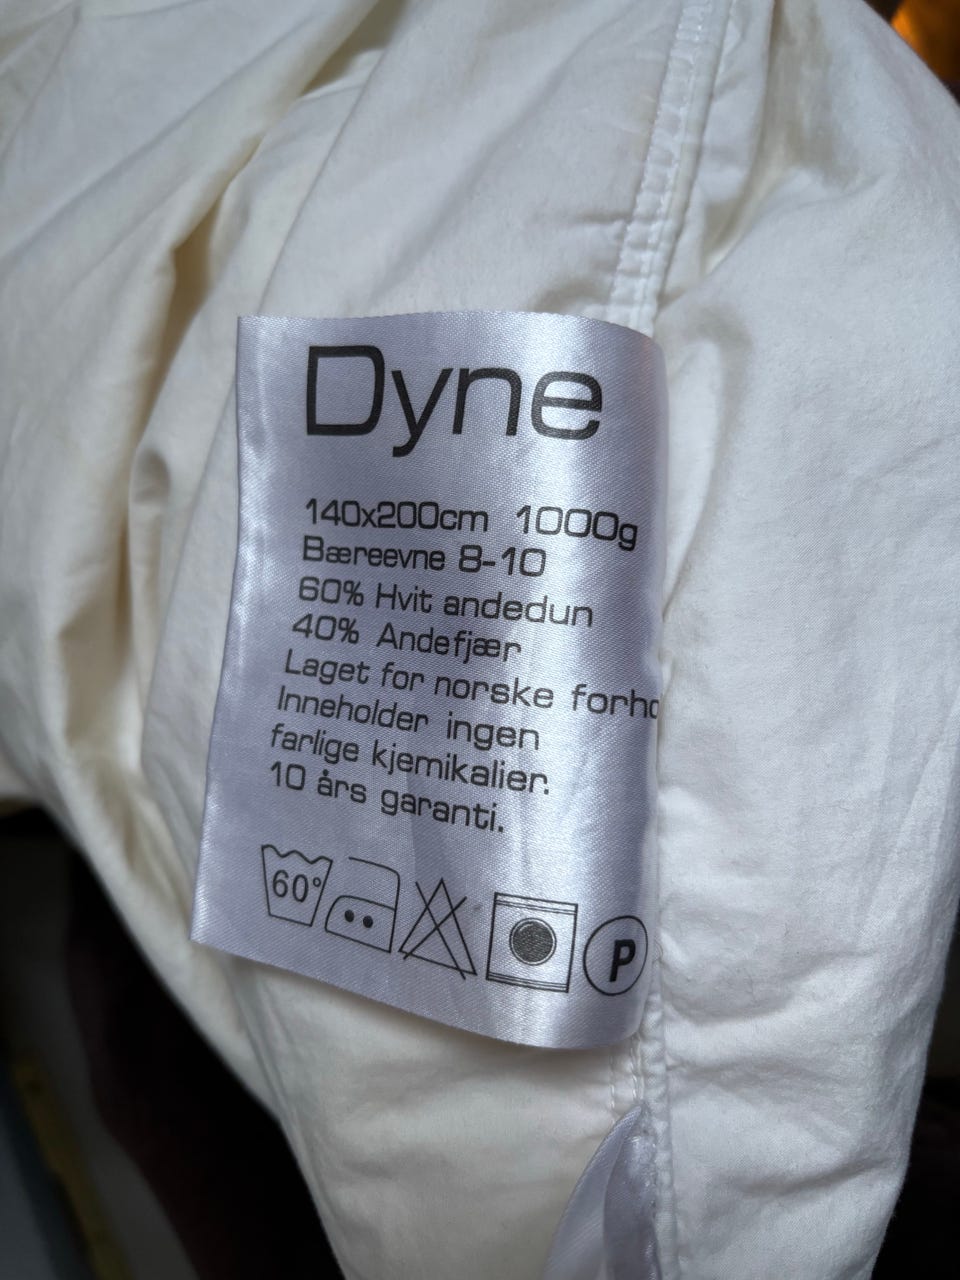 Dyne
140x200cm 1000g
Bæreevne 8-10
60% Hvit andedun
40% Andefjær
Laget for norske
Inneholder ingen
farlige kjemikalier.
10 års garanti.
60° P